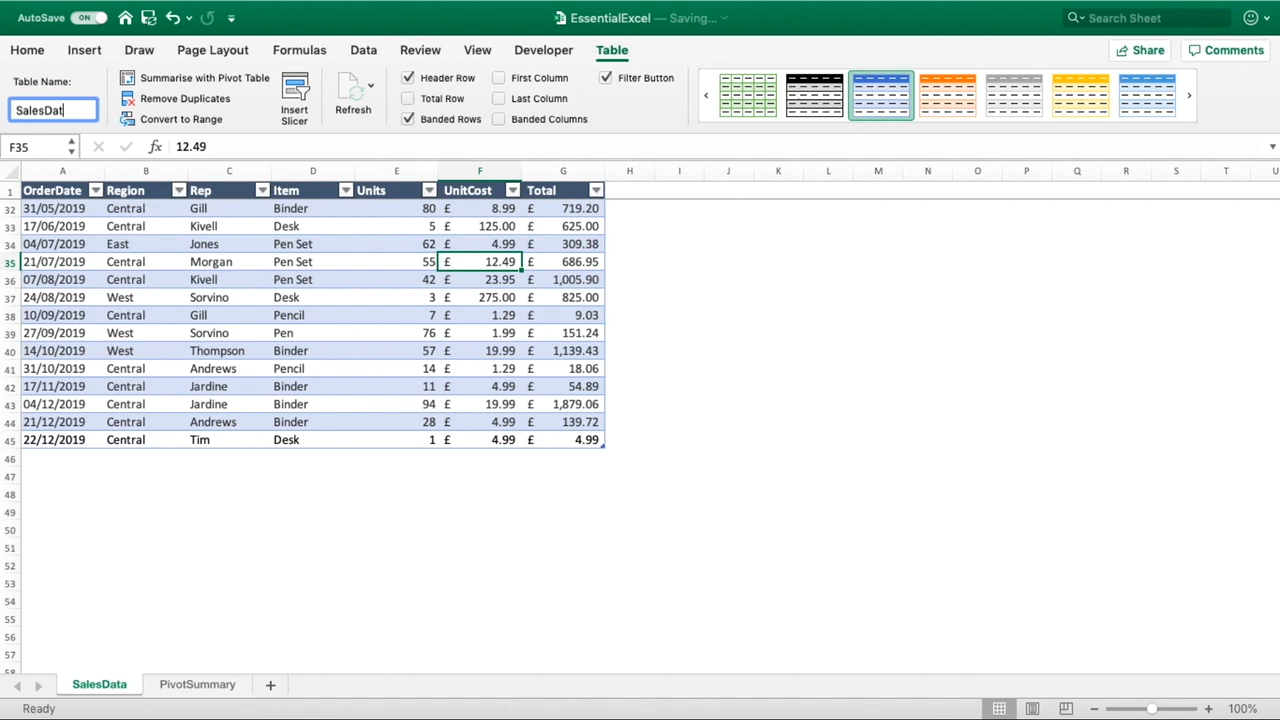 AutoSave ON EssentialExcel — Saving... Search Sheet
Home Insert Draw Page Layout Formulas Data Review View Developer Table Share Comments
Table Name: Summarise with Pivot Table Insert Slicer Refresh Header Row First Column Filter Button
SalesDat Remove Duplicates Total Row Last Column
Convert to Range Banded Rows Banded Columns
F35 fx 12.49
A B C D E F G H I J K L M N O P Q R S T U
1 OrderDate Region Rep Item Units UnitCost Total
32 31/05/2019 Central Gill Binder 80 £ 8.99 £ 719.20
33 17/06/2019 Central Kivell Desk 5 £ 125.00 £ 625.00
34 04/07/2019 East Jones Pen Set 62 £ 4.99 £ 309.38
35 21/07/2019 Central Morgan Pen Set 55 £ 12.49 £ 686.95
36 07/08/2019 Central Kivell Pen Set 42 £ 23.95 £ 1,005.90
37 24/08/2019 West Sorvino Desk 3 £ 275.00 £ 825.00
38 10/09/2019 Central Gill Pencil 7 £ 1.29 £ 9.03
39 27/09/2019 West Sorvino Pen 76 £ 1.99 £ 151.24
40 14/10/2019 West Thompson Binder 57 £ 19.99 £ 1,139.43
41 31/10/2019 Central Andrews Pencil 14 £ 1.29 £ 18.06
42 17/11/2019 Central Jardine Binder 11 £ 4.99 £ 54.89
43 04/12/2019 Central Jardine Binder 94 £ 19.99 £ 1,879.06
44 21/12/2019 Central Andrews Binder 28 £ 4.99 £ 139.72
45 22/12/2019 Central Tim Desk 1 £ 4.99 £ 4.99
46
47
48
49
50
51
52
53
54
55
56
57
58
SalesData PivotSummary +
Ready 100%